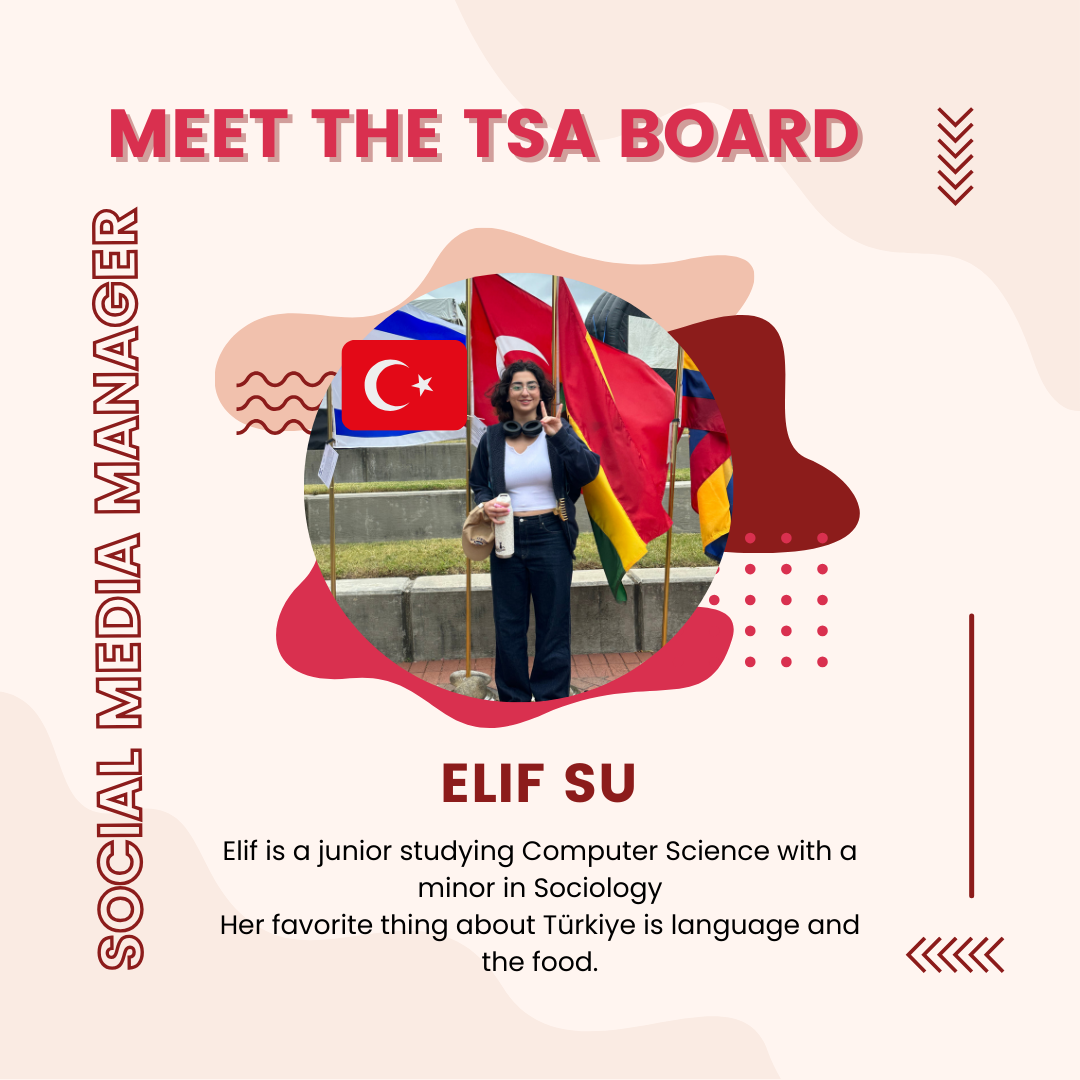 MEET THE TSA BOARD
SOCIAL MEDIA MANAGER
ELIF SU
Elif is a junior studying Computer Science with a
minor in Sociology
Her favorite thing about Türkiye is language and
the food.